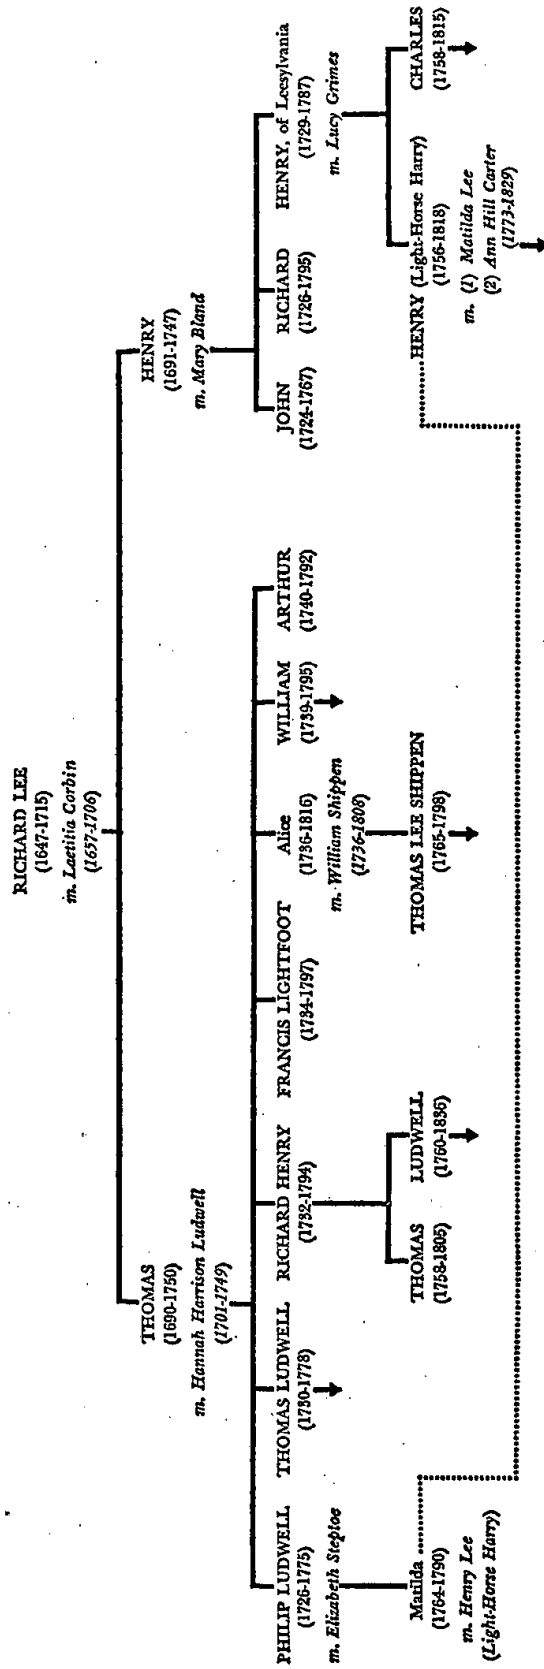 RICHARD LEE
(1647-1715)
m. Laetitia Corbin
(1657-1706)
THOMAS
(1690-1750)
m. Hannah Harrison Ludwell
(1701-1749)
HENRY
(1691-1747)
m. Mary Bland
PHILIP LUDWELL
(1726-1775)
m. Elizabeth Steptoe
THOMAS LUDWELL
(1730-1778)
RICHARD HENRY
(1732-1794)
FRANCIS LIGHTFOOT
(1734-1797)
Alice
(1736-1816)
m. William Shippen
(1736-1808)
WILLIAM
(1739-1795)
ARTHUR
(1740-1792)
JOHN
(1724-1767)
RICHARD
(1726-1795)
HENRY, of Leesylvania
(1729-1787)
m. Lucy Grimes
Matilda
(1764-1790)
m. Henry Lee
(Light-Horse Harry)
THOMAS
(1758-1805)
LUDWELL
(1760-1836)
THOMAS LEE SHIPPEN
(1765-1798)
HENRY (Light-Horse Harry)
(1756-1818)
m. (1) Matilda Lee
(2) Ann Hill Carter
(1773-1829)
CHARLES
(1758-1815)